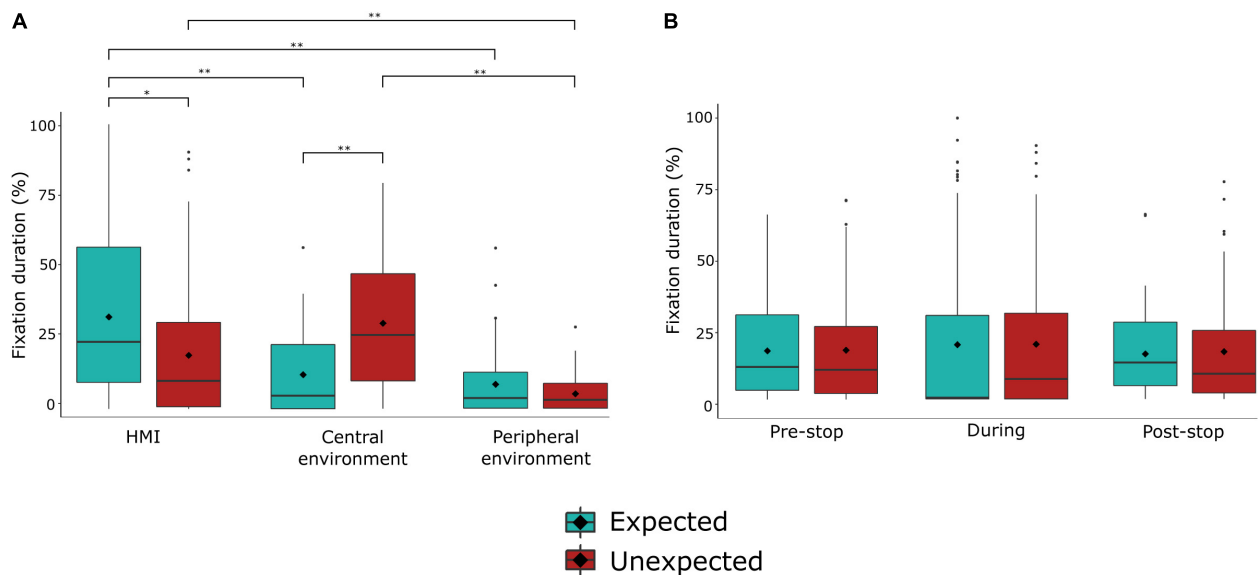 A
B
**
**
**
**
*
**
Fixation duration (%)
100
75
50
25
0
HMI
Central
environment
Peripheral
environment
Fixation duration (%)
100
75
50
25
0
Pre-stop
During
Post-stop
Expected
Unexpected